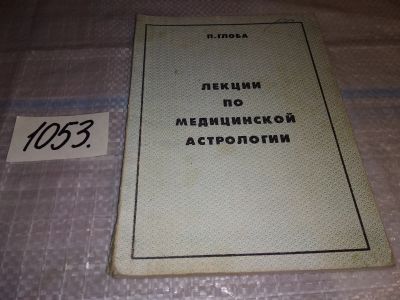 П. ГЛОБА
ЛЕКЦИИ
ПО
МЕДИЦИНСКОЙ
АСТРОЛОГИИ
1053.